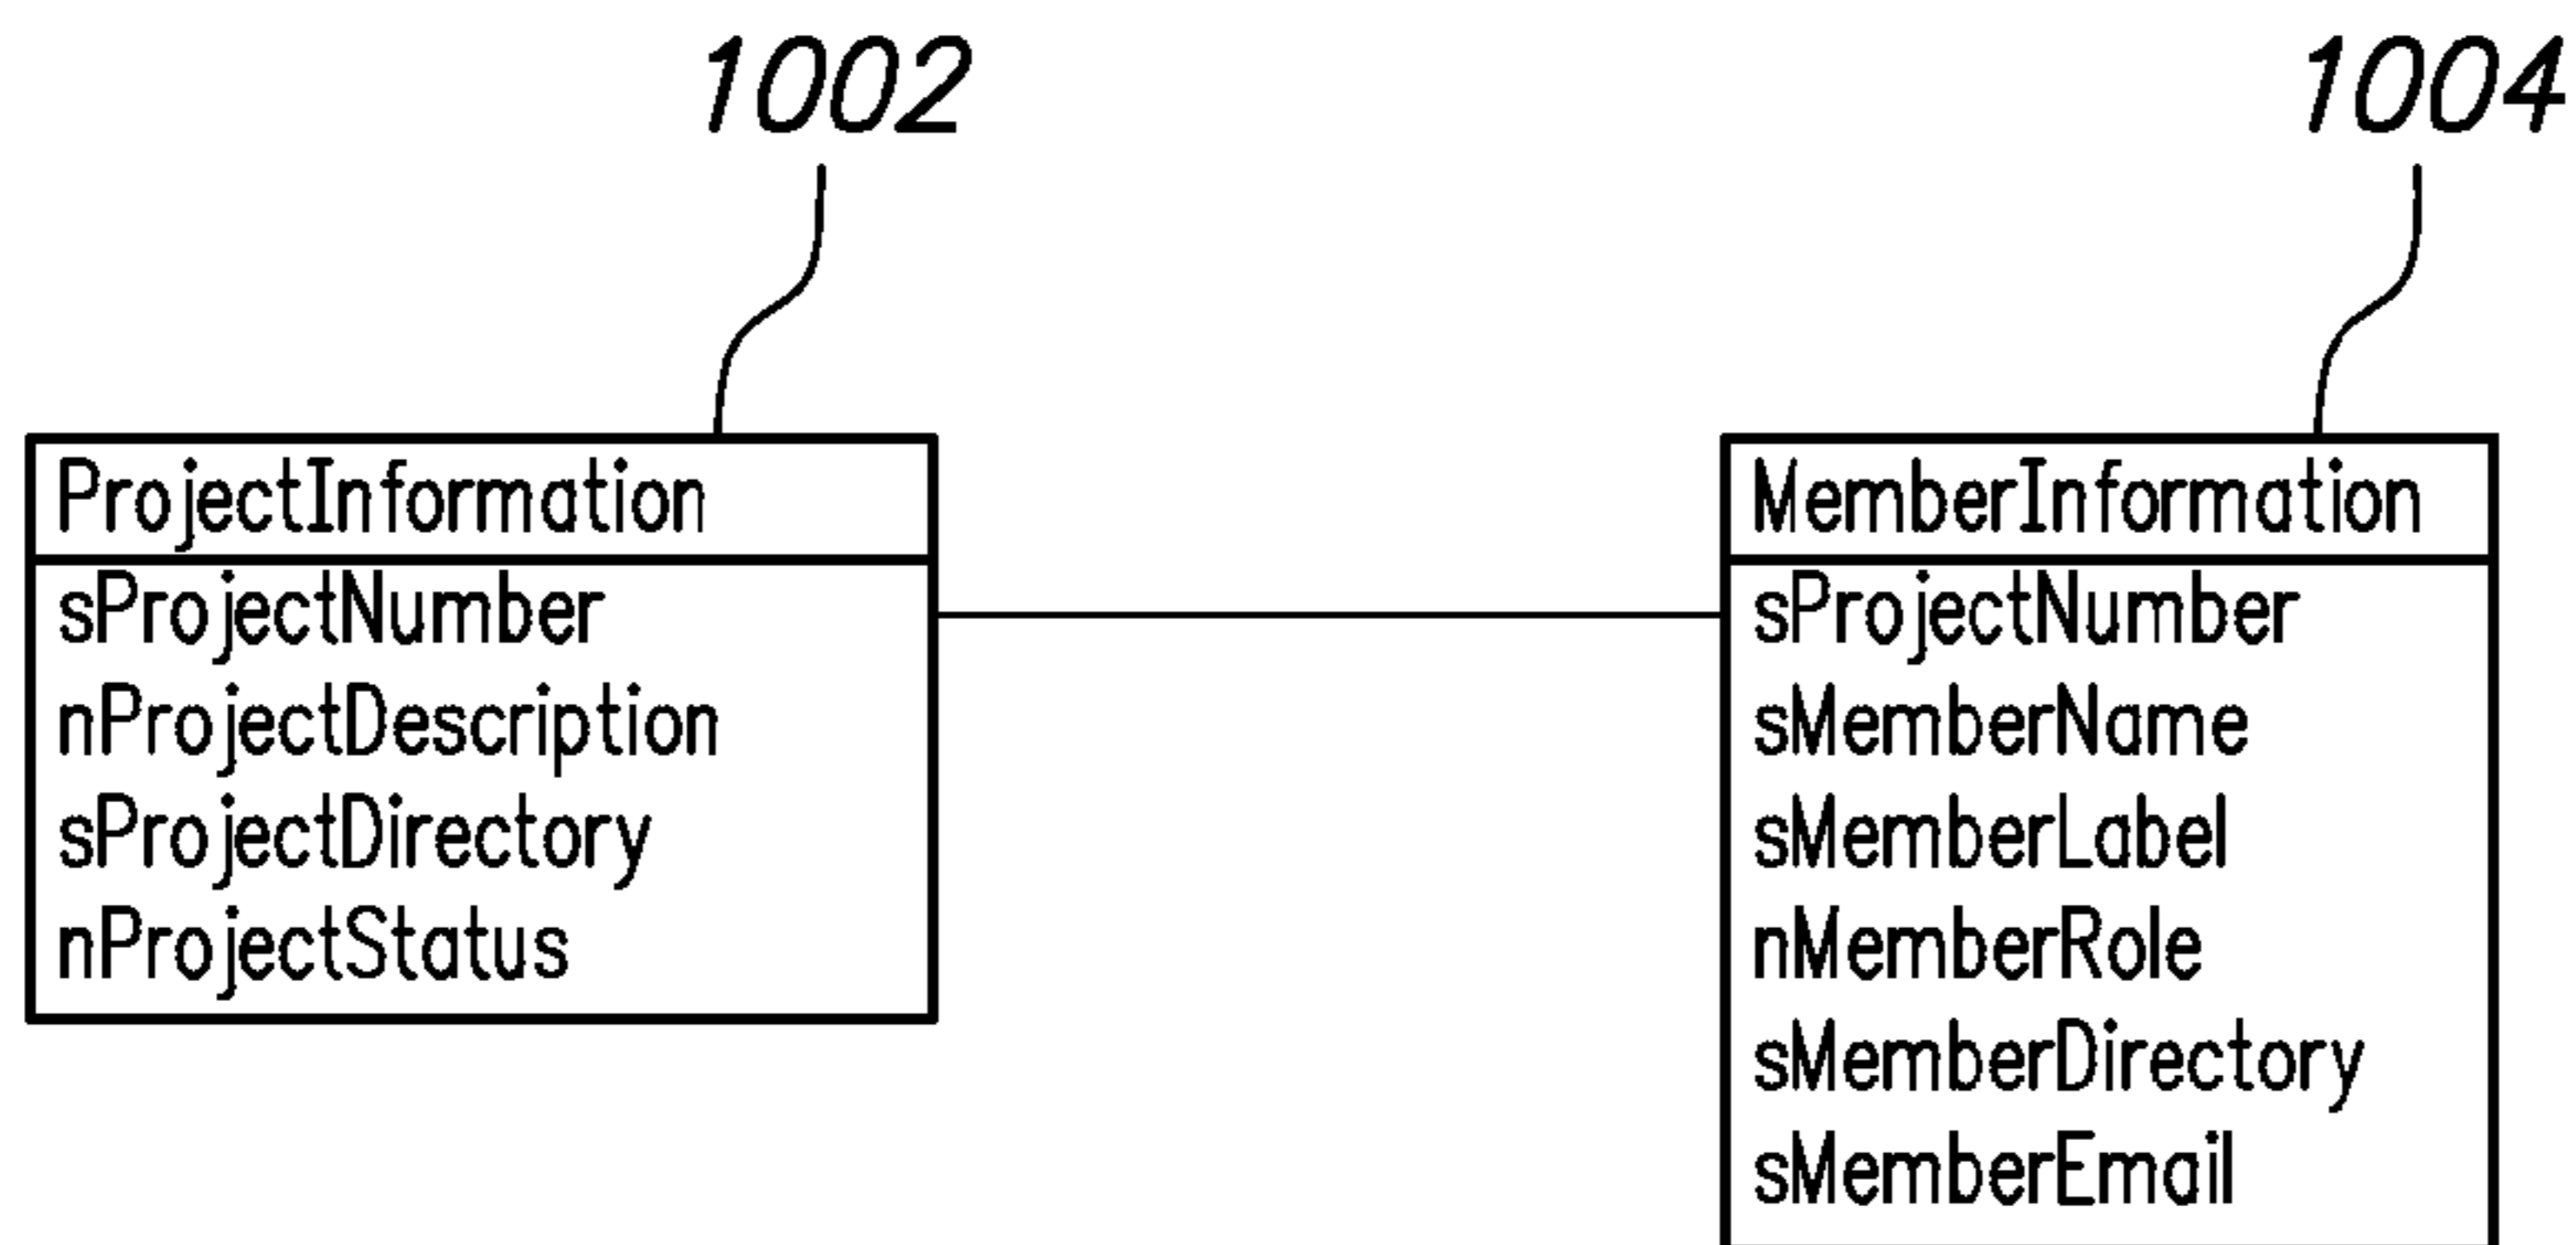 1002
1004
ProjectInformation
sProjectNumber
nProjectDescription
sProjectDirectory
nProjectStatus
MemberInformation
sProjectNumber
sMemberName
sMemberLabel
nMemberRole
sMemberDirectory
sMemberEmail